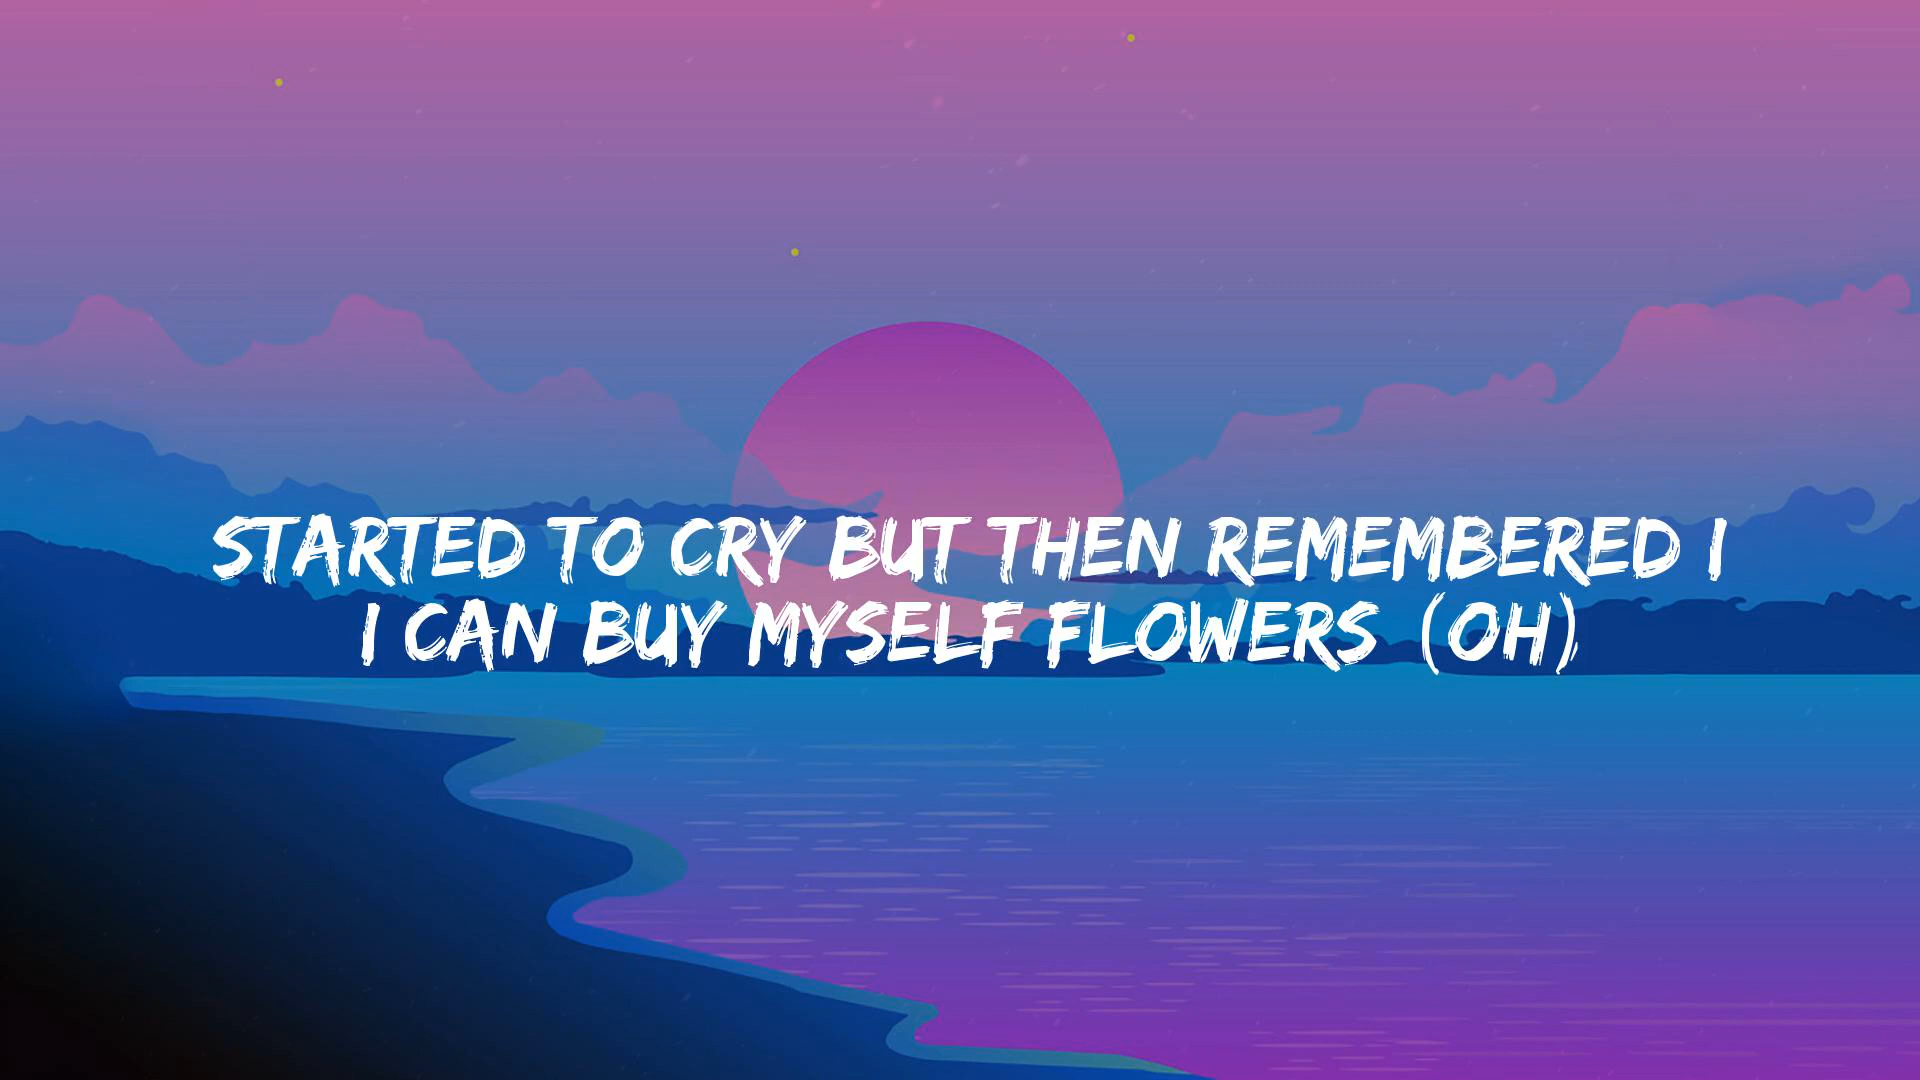 STARTED TO CRY BUT THEN REMEMBERED I
I CAN BUY MYSELF FLOWERS (OH)